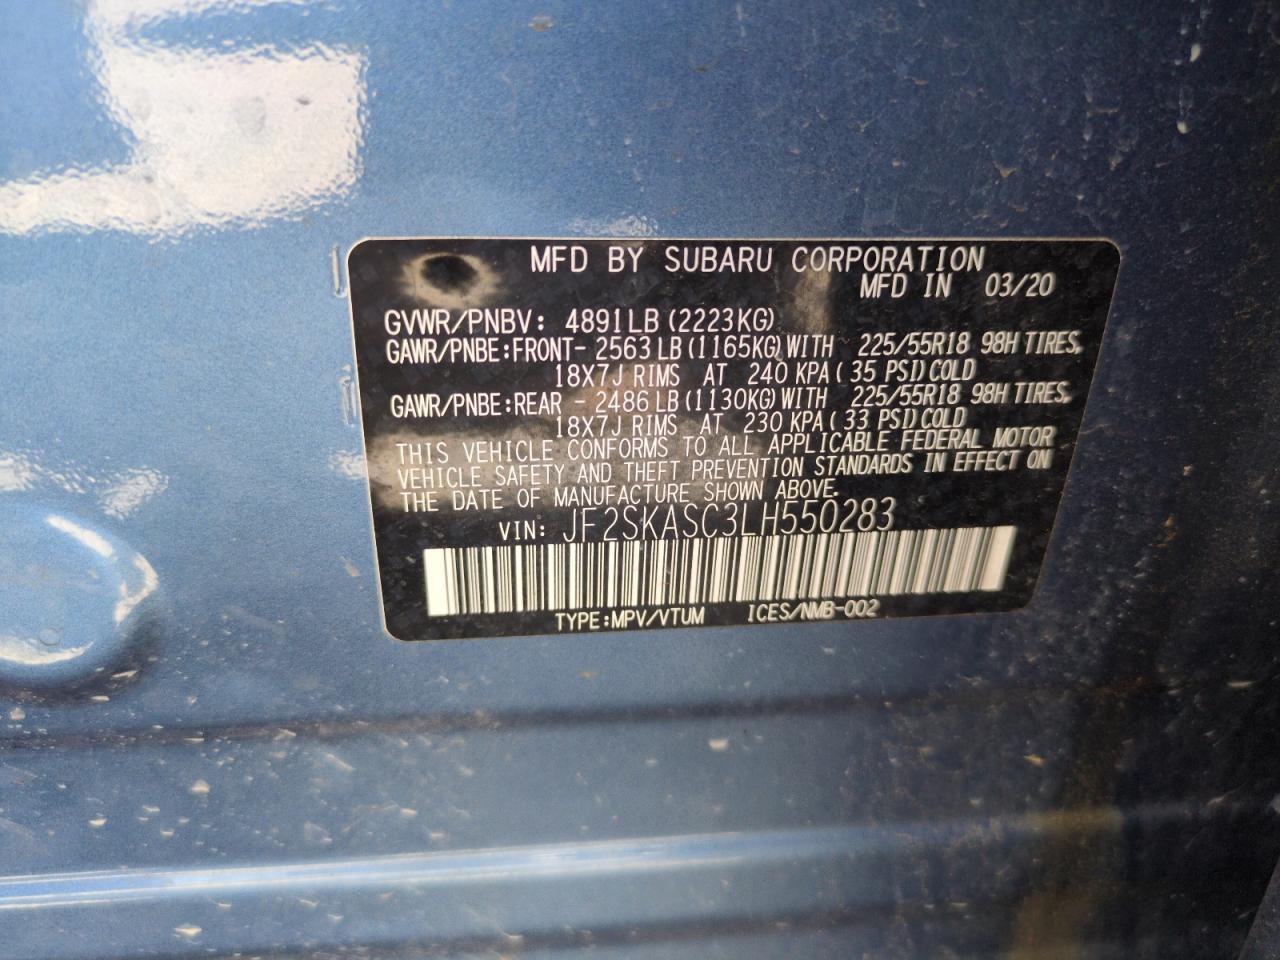 MFD BY SUBARU CORPORATION
MFD IN 03/20
GVWR/PNBV: 4891LB (2223KG)
GAWR/PNBE:FRONT- 2563 LB (1165KG) WITH 225/55R18 98H TIRES,
18X7J RIMS AT 240 KPA ( 35 PSI) COLD
GAWR/PNBE:REAR - 2486 LB (1130KG) WITH 225/55R18 98H TIRES,
18X7J RIMS AT 230 KPA ( 33 PSI) COLD
THIS VEHICLE CONFORMS TO ALL APPLICABLE FEDERAL MOTOR
VEHICLE SAFETY AND THEFT PREVENTION STANDARDS IN EFFECT ON
THE DATE OF MANUFACTURE SHOWN ABOVE.
VIN: JF2SKASC3LH550283
TYPE:MPV/VTUM ICES/NMB-002